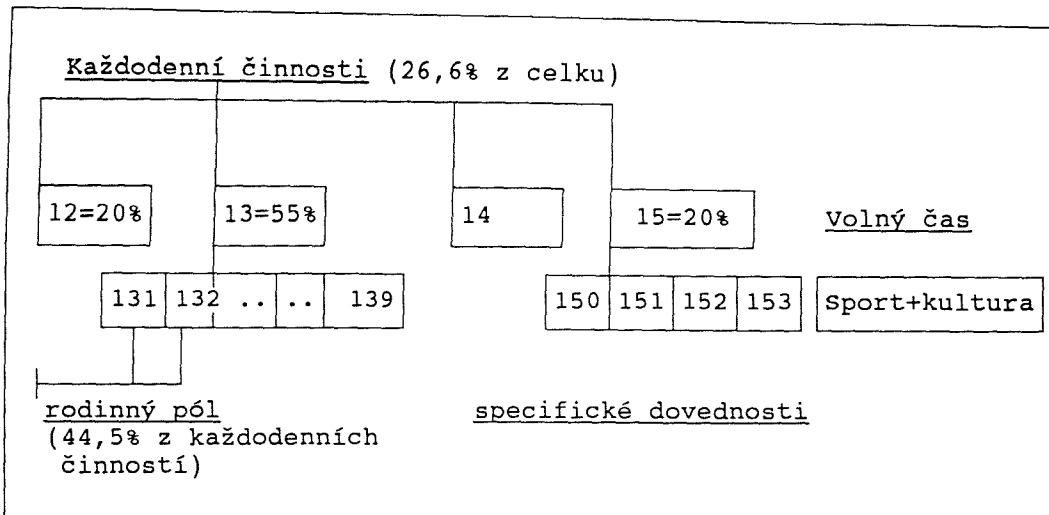 Každodenní činnosti (26,6% z celku)
12=20% 13=55% 14 15=20% Volný čas
131 132 .. .. 139 150 151 152 153 Sport+kultura
rodinný pól specifické dovednosti
(44,5% z každodenních
činností)